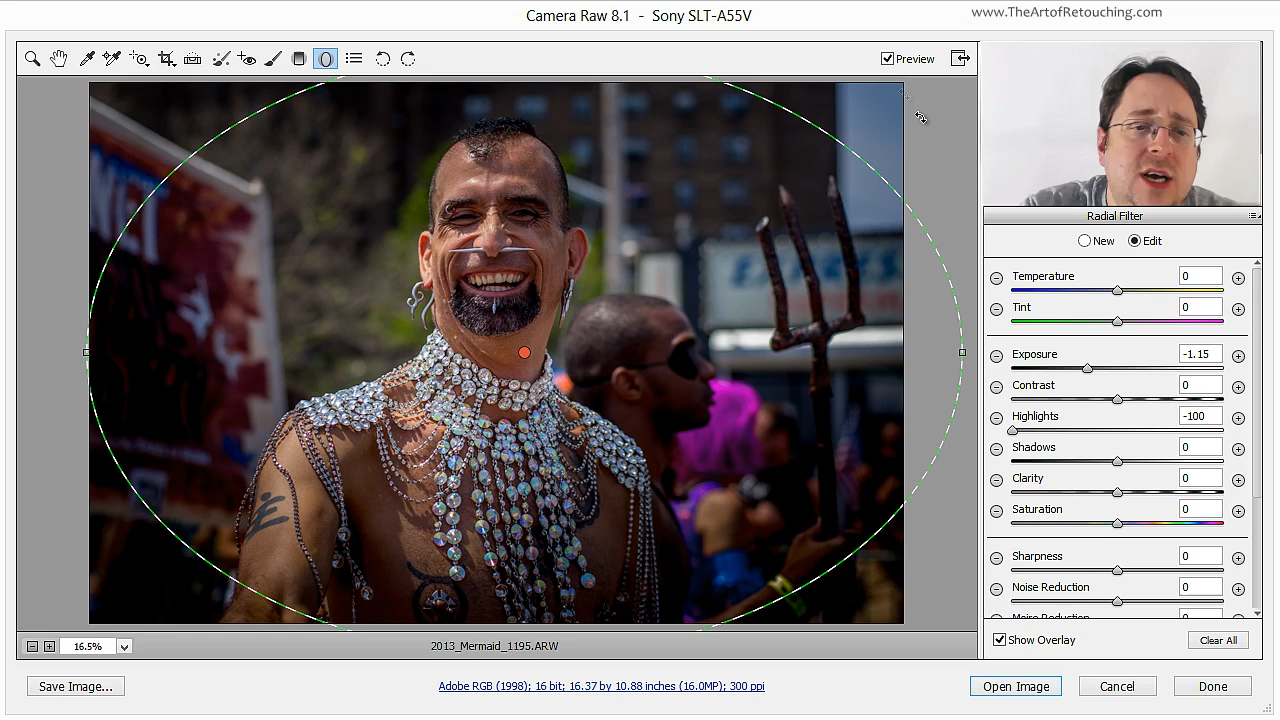 Camera Raw 8.1 - Sony SLT-A55V
www.TheArtofRetouching.com
Preview
Radial Filter
New Edit
Temperature 0
Tint 0
Exposure -1.15
Contrast 0
Highlights -100
Shadows 0
Clarity 0
Saturation 0
Sharpness 0
Noise Reduction 0
Show Overlay Clear All
16.5% 2013_Mermaid_1195.ARW
Save Image... Adobe RGB (1998); 16 bit; 16.37 by 10.88 inches (16.0MP); 300 ppi Open Image Cancel Done